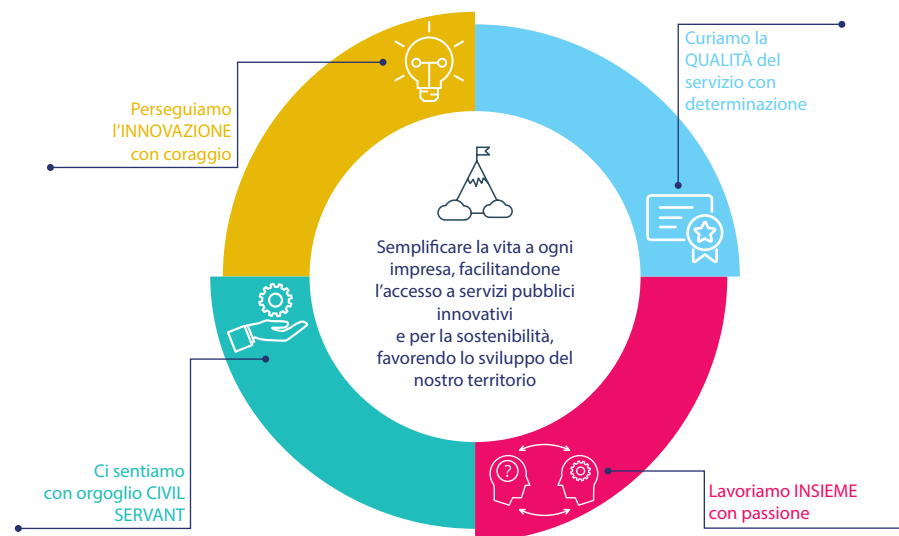 Perseguiamo
l'INNOVAZIONE
con coraggio
Curiamo la
QUALITÀ del
servizio con
determinazione
Semplificare la vita a ogni
impresa, facilitandone
l'accesso a servizi pubblici
innovativi
e per la sostenibilità,
favorendo lo sviluppo del
nostro territorio
Ci sentiamo
con orgoglio CIVIL
SERVANT
?
Lavoriamo INSIEME
con passione